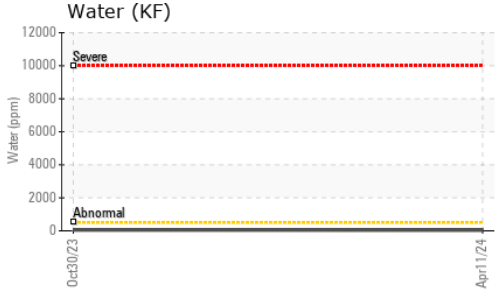 Water (KF)
12000
Severe
10000
8000
6000
4000
2000
Abnormal
0
Water (ppm)
Oct30/23
Apr11/24